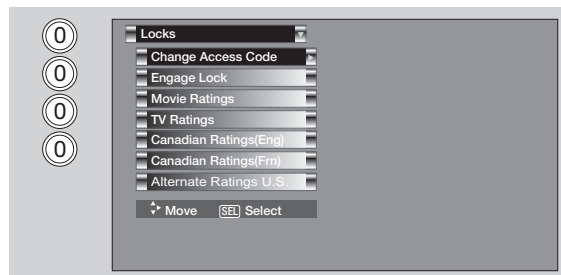 0
0
0
0
Locks
Change Access Code
Engage Lock
Movie Ratings
TV Ratings
Canadian Ratings(Eng)
Canadian Ratings(Frn)
Alternate Ratings U.S.
Move SEL Select